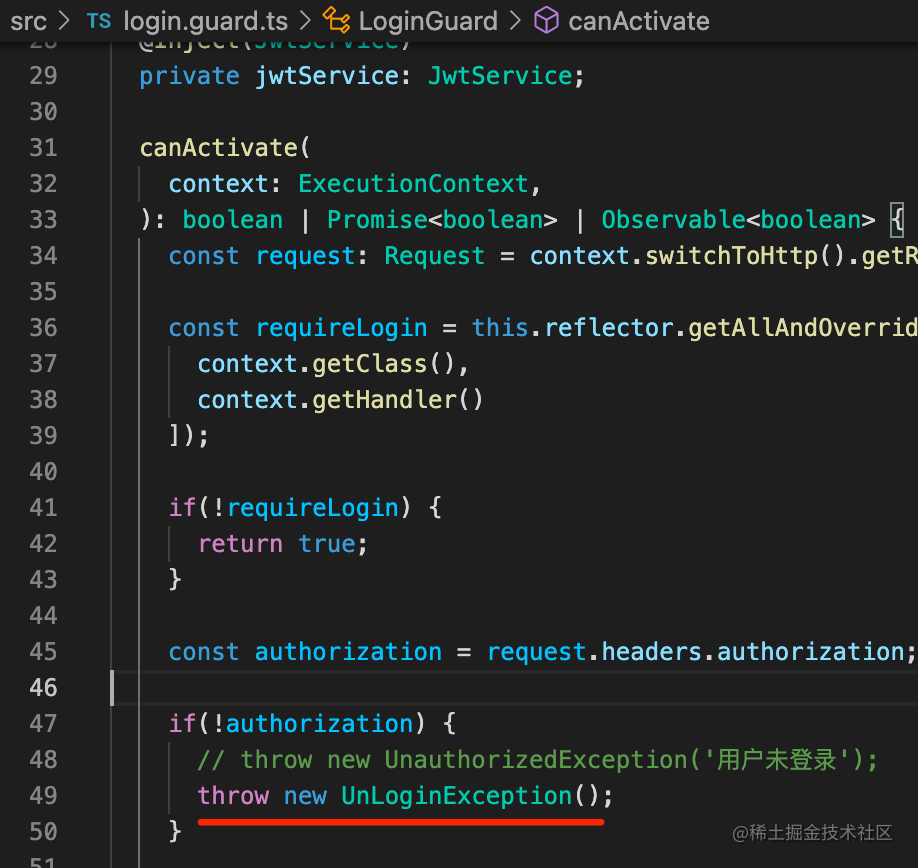 src > TS login.guard.ts > LoginGuard > canActivate
28 @Inject(JwtService)
29 private jwtService: JwtService;
30
31 canActivate(
32 context: ExecutionContext,
33 ): boolean | Promise<boolean> | Observable<boolean> {
34 const request: Request = context.switchToHttp().getR
35
36 const requireLogin = this.reflector.getAllAndOverrid
37 context.getClass(),
38 context.getHandler()
39 ]);
40
41 if(!requireLogin) {
42 return true;
43 }
44
45 const authorization = request.headers.authorization;
46
47 if(!authorization) {
48 // throw new UnauthorizedException('用户未登录');
49 throw new UnLoginException();
50 }
51
@稀土掘金技术社区